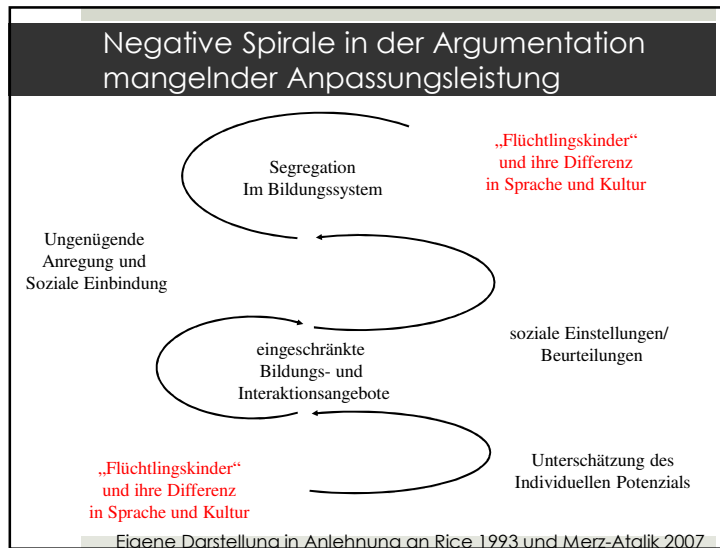 Negative Spirale in der Argumentation
mangelnder Anpassungsleistung
„Flüchtlingskinder“
und ihre Differenz
in Sprache und Kultur
Segregation
Im Bildungssystem
Ungenügende
Anregung und
Soziale Einbindung
soziale Einstellungen/
Beurteilungen
eingeschränkte
Bildungs- und
Interaktionsangebote
Unterschätzung des
Individuellen Potenzials
„Flüchtlingskinder“
und ihre Differenz
in Sprache und Kultur
Eigene Darstellung in Anlehnung an Rice 1993 und Merz-Atalik 2007